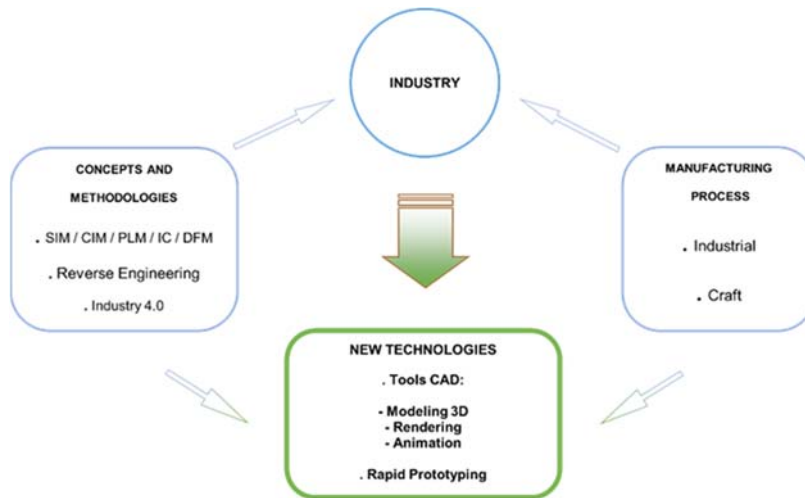 INDUSTRY
CONCEPTS AND
METHODOLOGIES
. SIM / CIM / PLM / IC / DFM
. Reverse Engineering
. Industry 4.0
MANUFACTURING
PROCESS
. Industrial
. Craft
NEW TECHNOLOGIES
. Tools CAD:
- Modeling 3D
- Rendering
- Animation
. Rapid Prototyping